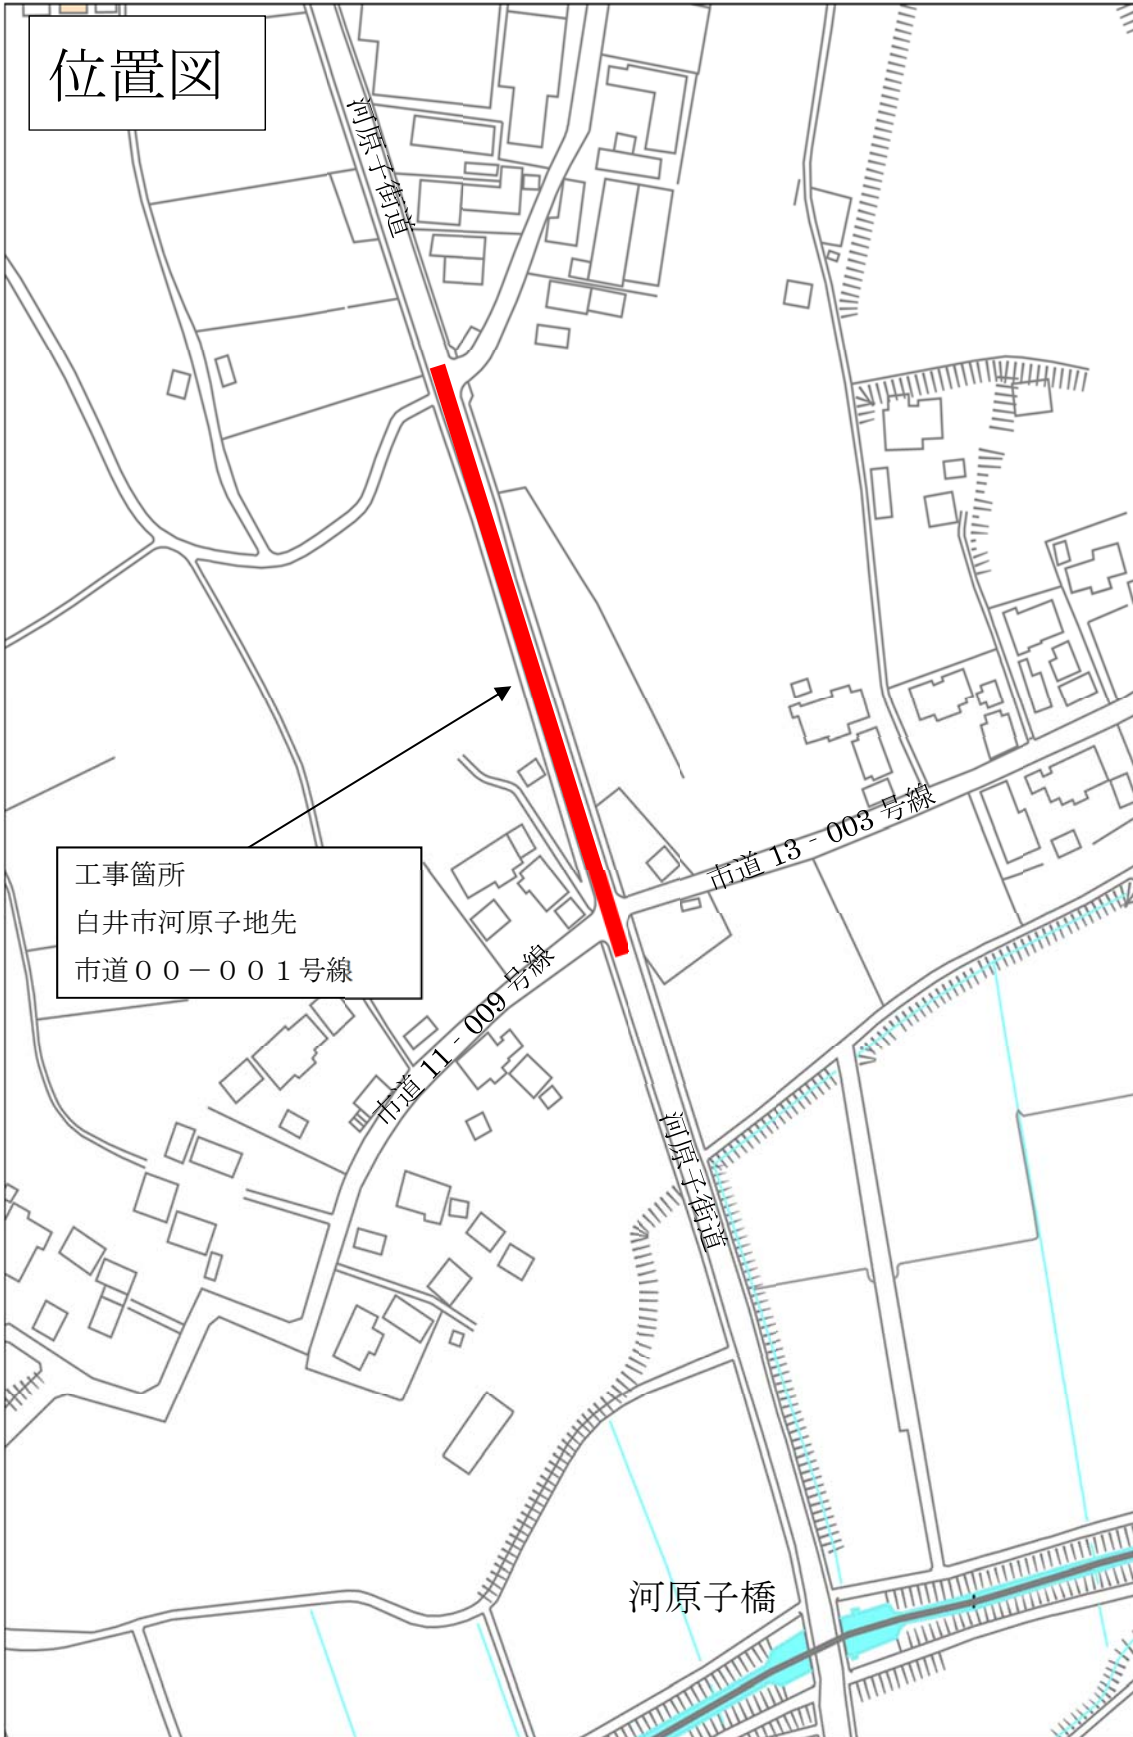 位置図
河原子街道
市道 13 - 003 号線
工事箇所
白井市河原子地先
市道００－００１号線
市道 11 - 009 号線
河原子街道
河原子橋